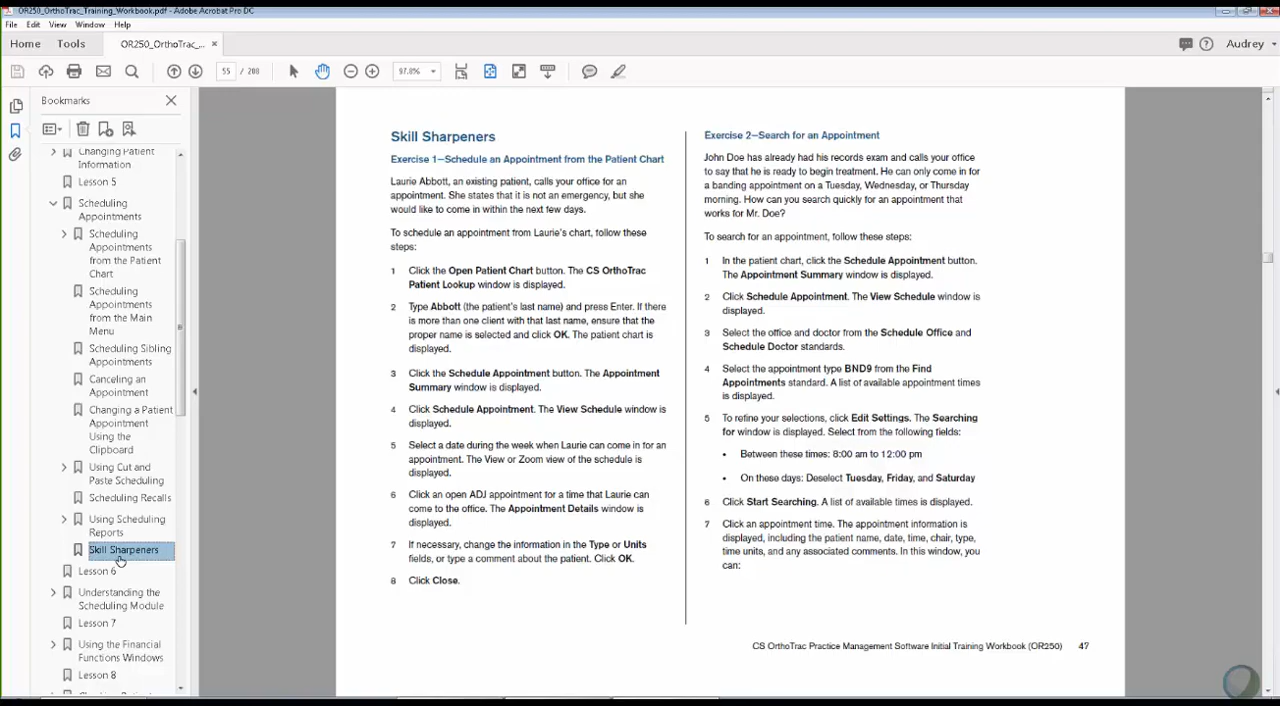 OR250_OrthoTrac_Training_Workbook.pdf - Adobe Acrobat Pro DC
File Edit View Window Help
Home Tools OR250_OrthoTrac_... × Audrey
55 / 208 97.8%
Bookmarks
Changing Patient
Information
Lesson 5
Scheduling
Appointments
Scheduling
Appointments
from the Patient
Chart
Scheduling
Appointments
from the Main
Menu
Scheduling Sibling
Appointments
Canceling an
Appointment
Changing a Patient
Appointment
Using the
Clipboard
Using Cut and
Paste Scheduling
Scheduling Recalls
Using Scheduling
Reports
Skill Sharpeners
Lesson 6
Understanding the
Scheduling Module
Lesson 7
Using the Financial
Functions Windows
Lesson 8
Skill Sharpeners
Exercise 1—Schedule an Appointment from the Patient Chart
Laurie Abbott, an existing patient, calls your office for an
appointment. She states that it is not an emergency, but she
would like to come in within the next few days.
To schedule an appointment from Laurie's chart, follow these
steps:
1 Click the Open Patient Chart button. The CS OrthoTrac
Patient Lookup window is displayed.
2 Type Abbott (the patient's last name) and press Enter. If there
is more than one client with that last name, ensure that the
proper name is selected and click OK. The patient chart is
displayed.
3 Click the Schedule Appointment button. The Appointment
Summary window is displayed.
4 Click Schedule Appointment. The View Schedule window is
displayed.
5 Select a date during the week when Laurie can come in for an
appointment. The View or Zoom view of the schedule is
displayed.
6 Click an open ADJ appointment for a time that Laurie can
come to the office. The Appointment Details window is
displayed.
7 If necessary, change the information in the Type or Units
fields, or type a comment about the patient. Click OK.
8 Click Close.
Exercise 2—Search for an Appointment
John Doe has already had his records exam and calls your office
to say that he is ready to begin treatment. He can only come in for
a banding appointment on a Tuesday, Wednesday, or Thursday
morning. How can you search quickly for an appointment that
works for Mr. Doe?
To search for an appointment, follow these steps:
1 In the patient chart, click the Schedule Appointment button.
The Appointment Summary window is displayed.
2 Click Schedule Appointment. The View Schedule window is
displayed.
3 Select the office and doctor from the Schedule Office and
Schedule Doctor standards.
4 Select the appointment type BND9 from the Find
Appointments standard. A list of available appointment times
is displayed.
5 To refine your selections, click Edit Settings. The Searching
for window is displayed. Select from the following fields:
• Between these times: 8:00 am to 12:00 pm
• On these days: Deselect Tuesday, Friday, and Saturday
6 Click Start Searching. A list of available times is displayed.
7 Click an appointment time. The appointment information is
displayed, including the patient name, date, time, chair, type,
time units, and any associated comments. In this window, you
can:
CS OrthoTrac Practice Management Software Initial Training Workbook (OR250) 47